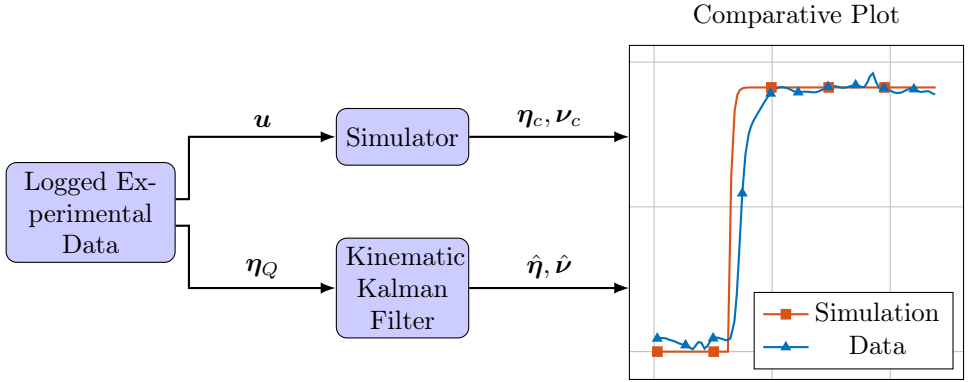 Comparative Plot
Logged Ex-
perimental
Data
u
Simulator
η_c, ν_c
η_Q
Kinematic
Kalman
Filter
η̂, ν̂
Simulation
Data